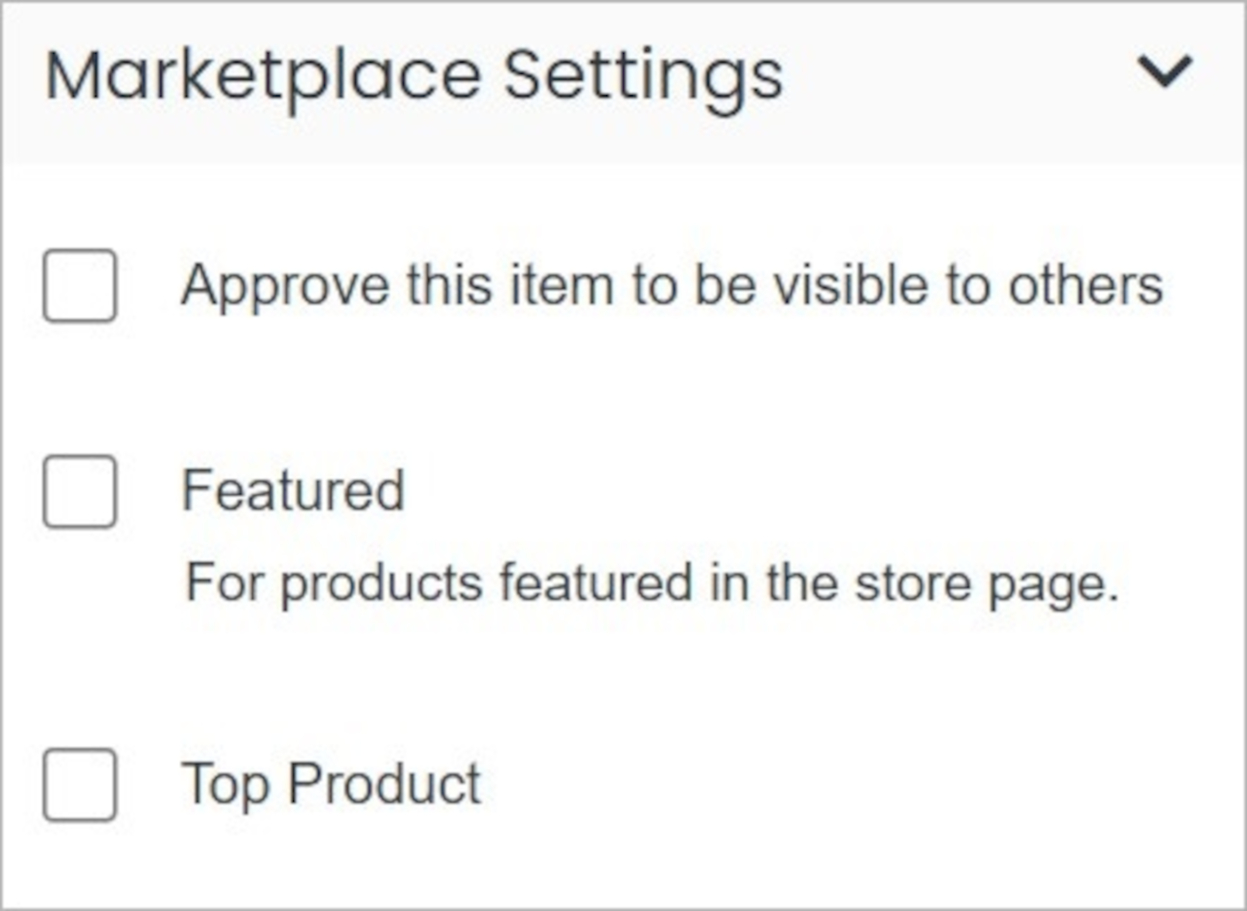 Marketplace Settings
Approve this item to be visible to others
Featured
For products featured in the store page.
Top Product